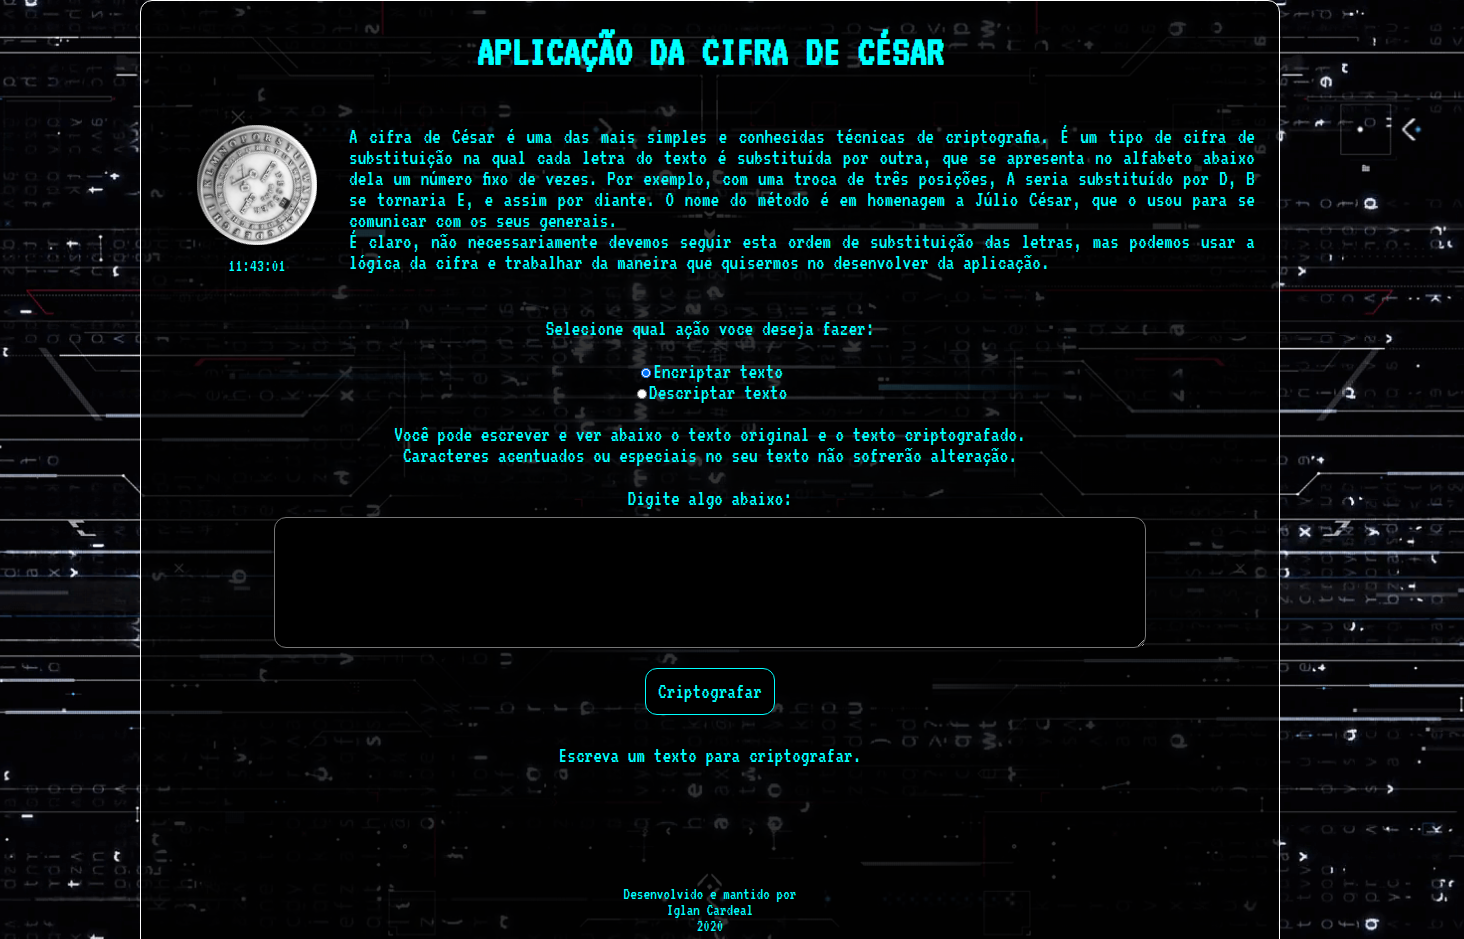 APLICAÇÃO DA CIFRA DE CÉSAR
A cifra de César é uma das mais simples e conhecidas técnicas de criptografia, É um tipo de cifra de
substituição na qual cada letra do texto é substituída por outra, que se apresenta no alfabeto abaixo
dela um número fixo de vezes. Por exemplo, com uma troca de três posições, A seria substituído por D, B
se tornaria E, e assim por diante. O nome do método é em homenagem a Júlio César, que o usou para se
comunicar com os seus generais.
É claro, não necessariamente devemos seguir esta ordem de substituição das letras, mas podemos usar a
lógica da cifra e trabalhar da maneira que quisermos no desenvolver da aplicação.
11:43:01
Selecione qual ação voce deseja fazer:
Encriptar texto
Descriptar texto
Você pode escrever e ver abaixo o texto original e o texto criptografado.
Caracteres acentuados ou especiais no seu texto não sofrerão alteração.
Digite algo abaixo:
Criptografar
Escreva um texto para criptografar.
Desenvolvido e mantido por
Iglan Cardeal
2020